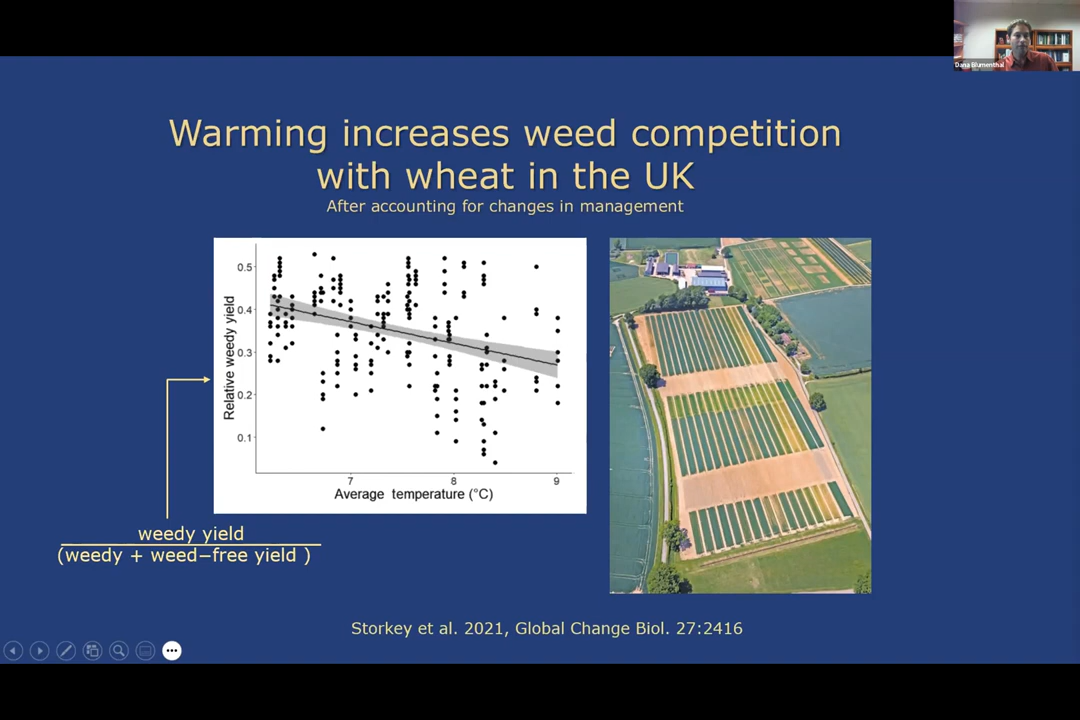 Dana Blumenthal
Warming increases weed competition
with wheat in the UK
After accounting for changes in management
Relative weedy yield
0.5
0.4
0.3
0.2
0.1
7
8
9
Average temperature (°C)
weedy yield
(weedy + weed–free yield )
Storkey et al. 2021, Global Change Biol. 27:2416